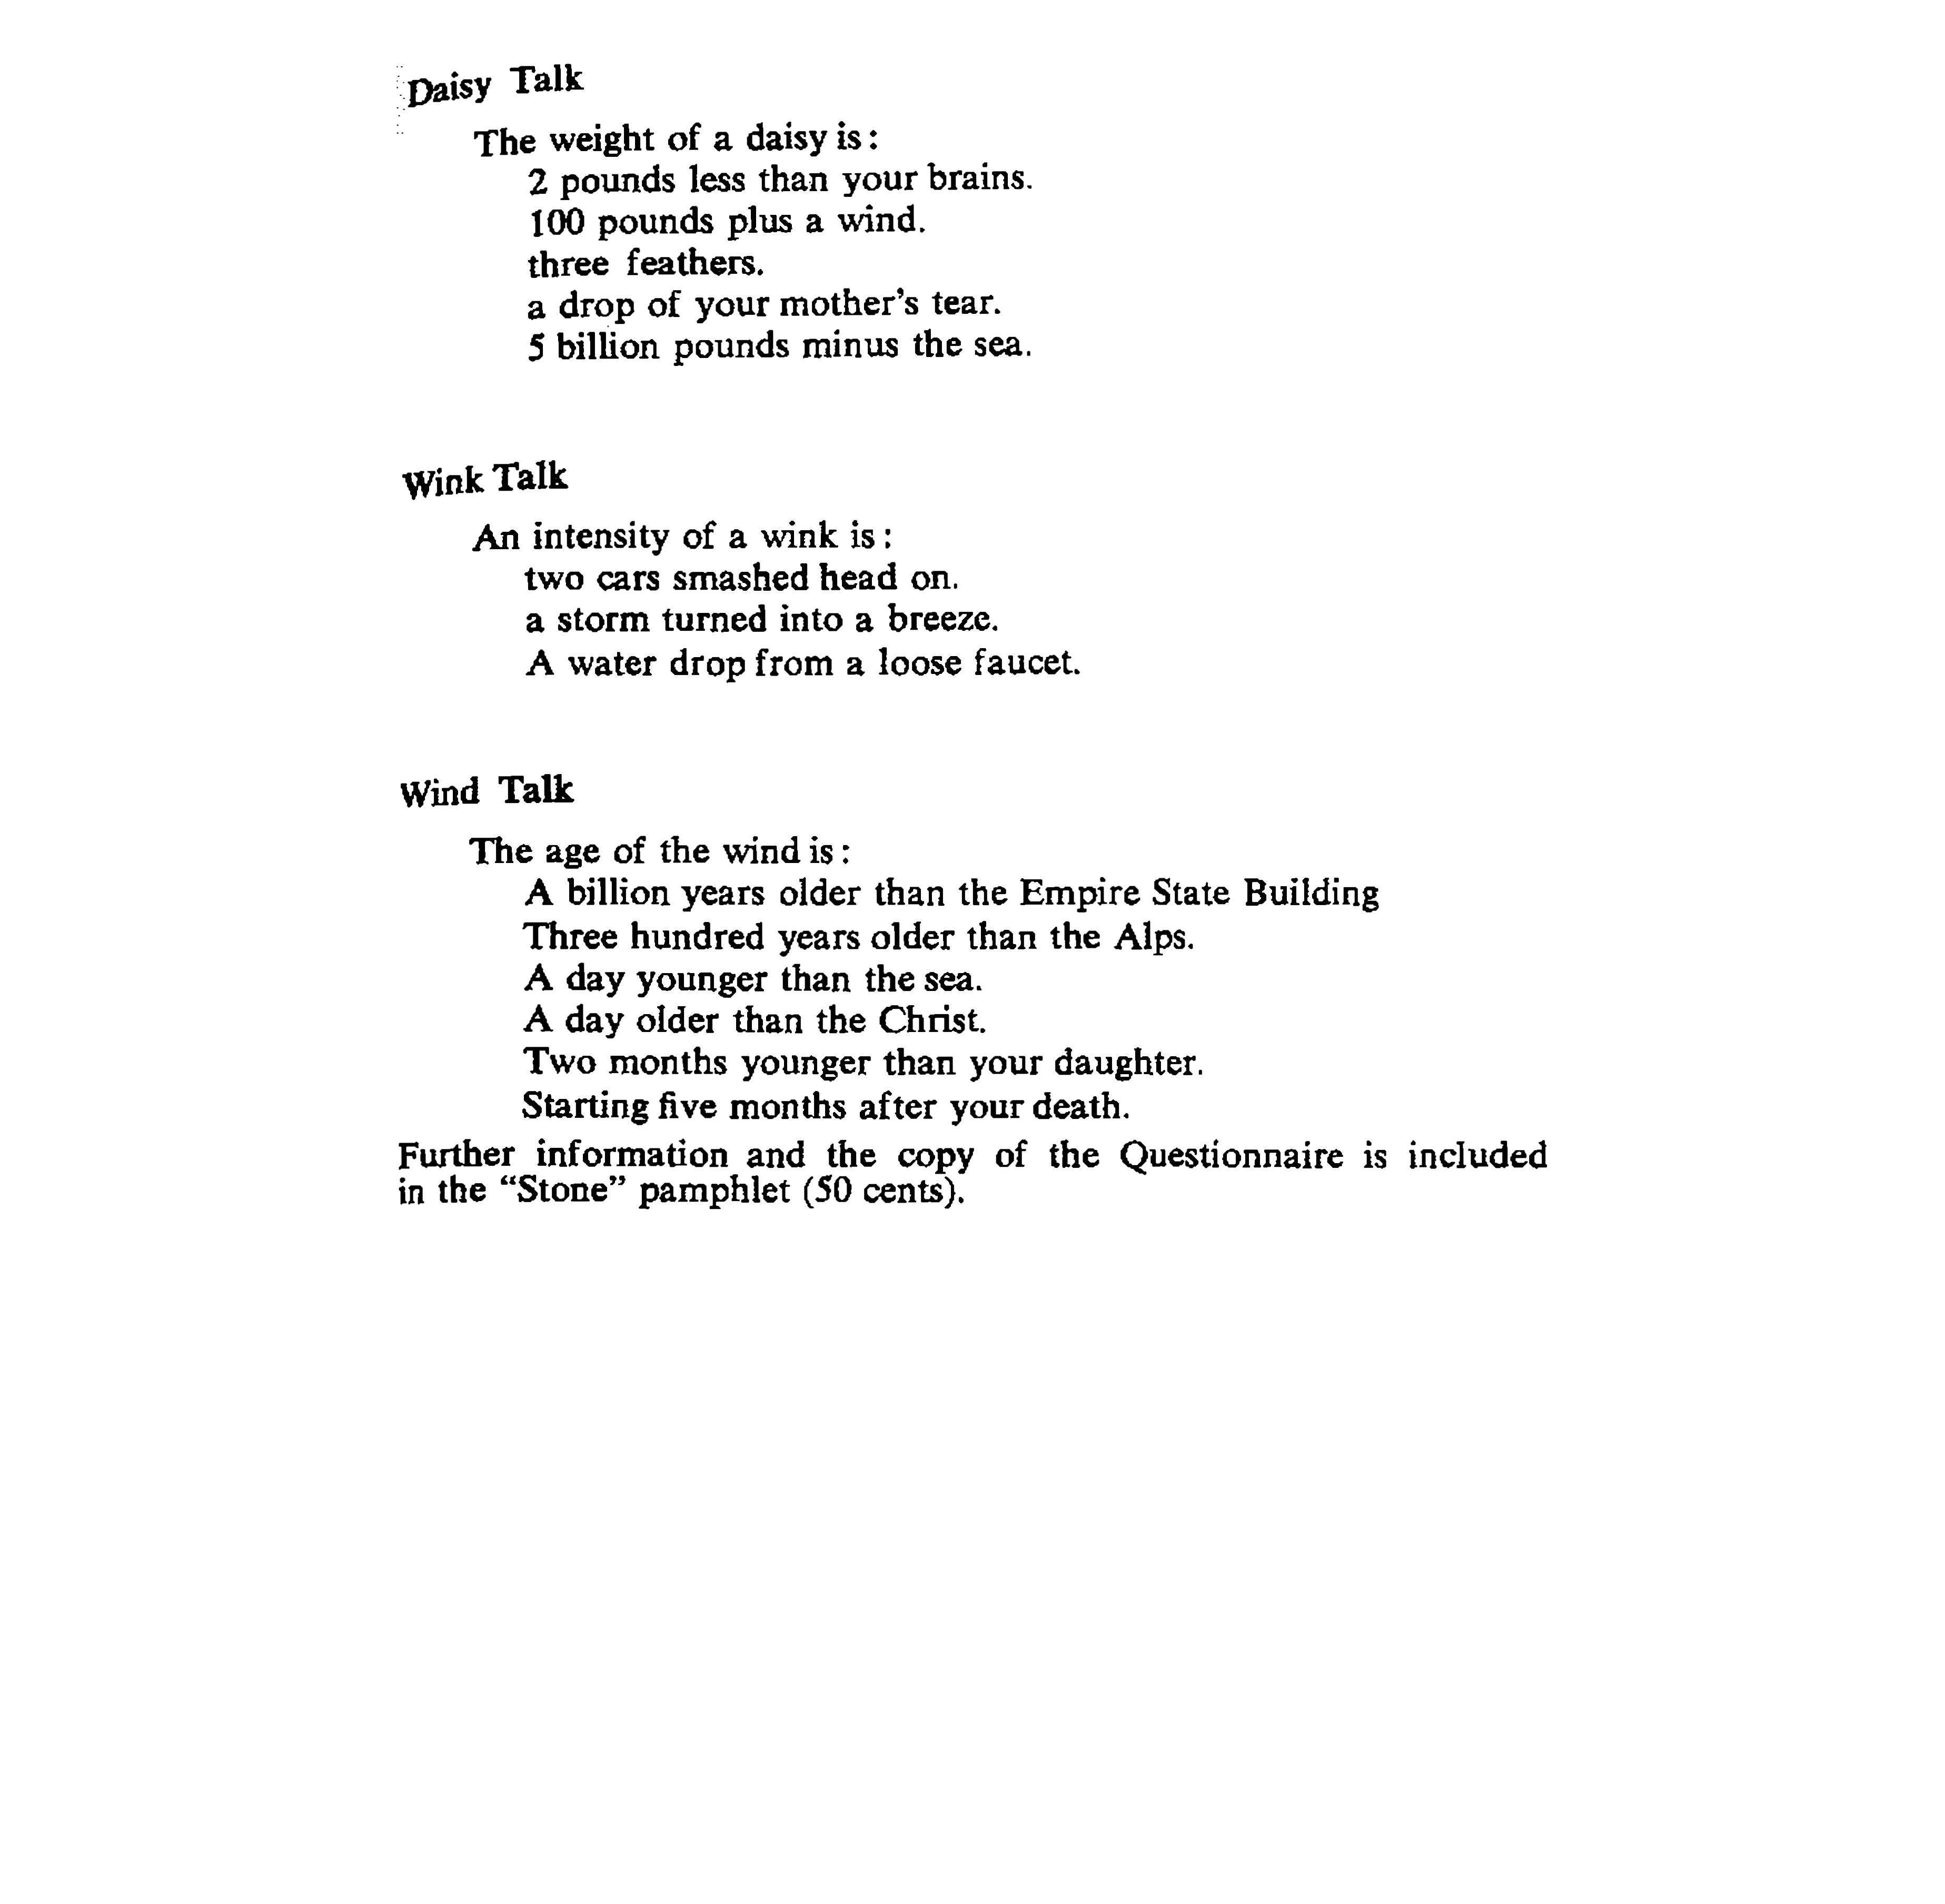 Daisy Talk
The weight of a daisy is:
2 pounds less than your brains.
100 pounds plus a wind.
three feathers.
a drop of your mother's tear.
5 billion pounds minus the sea.
Wink Talk
An intensity of a wink is:
two cars smashed head on.
a storm turned into a breeze.
A water drop from a loose faucet.
Wind Talk
The age of the wind is:
A billion years older than the Empire State Building
Three hundred years older than the Alps.
A day younger than the sea.
A day older than the Christ.
Two months younger than your daughter.
Starting five months after your death.
Further information and the copy of the Questionnaire is included
in the “Stone” pamphlet (50 cents).